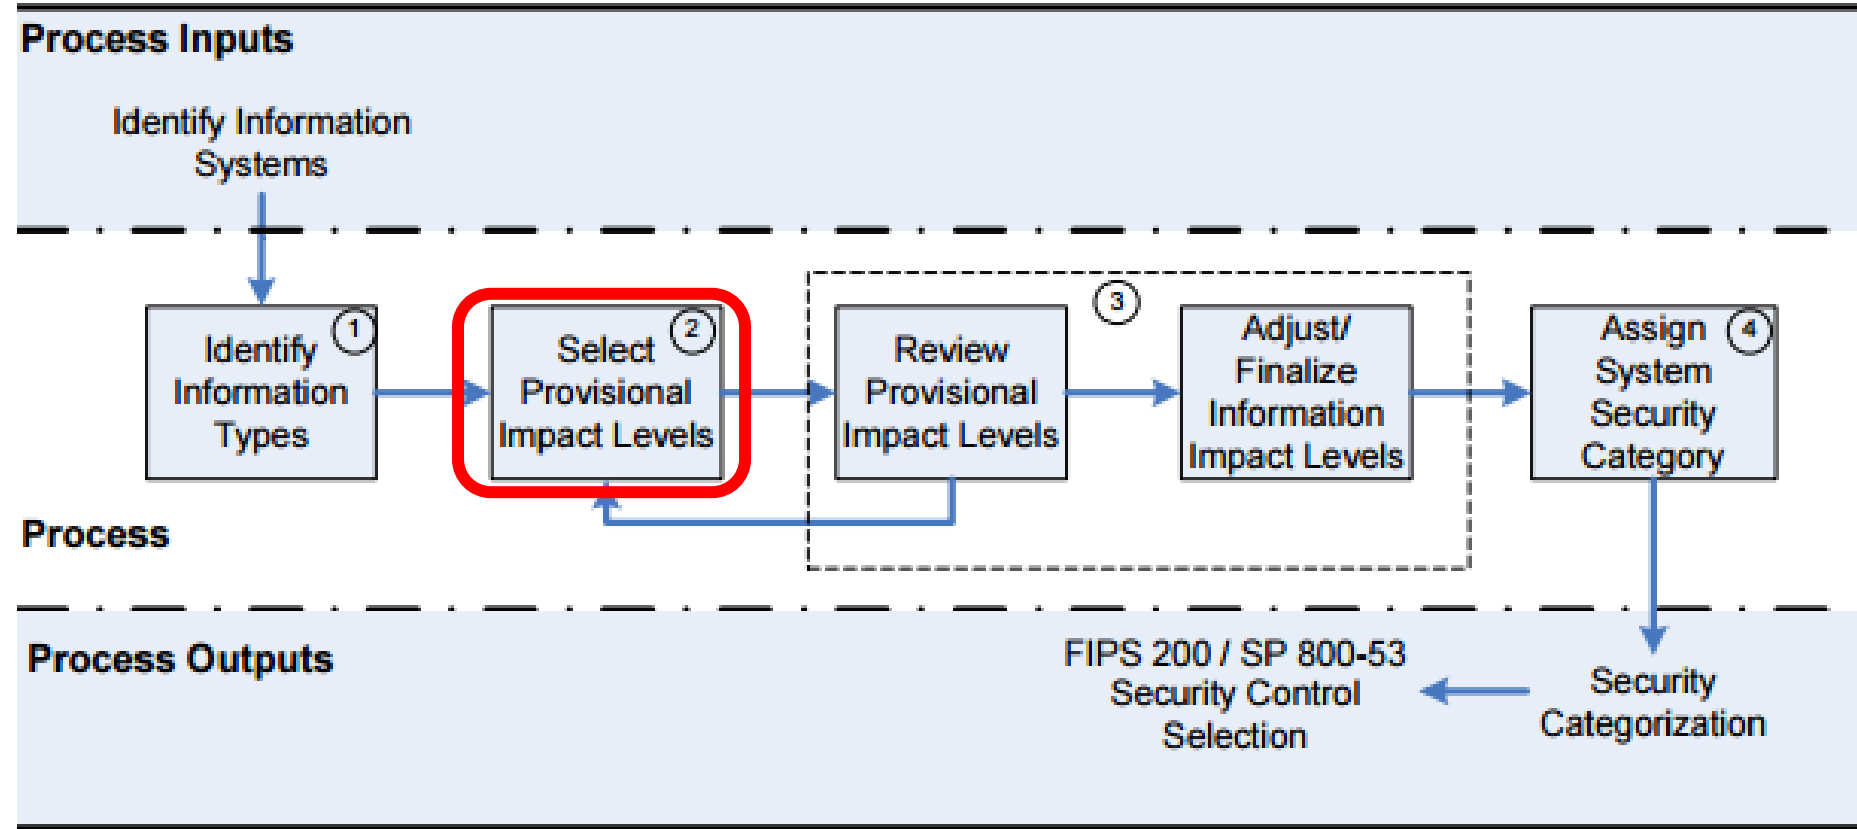 Process Inputs
Identify Information
Systems
1
Identify
Information
Types
2
Select
Provisional
Impact Levels
3
Review
Provisional
Impact Levels
Adjust/
Finalize
Information
Impact Levels
4
Assign
System
Security
Category
Process
Process Outputs
FIPS 200 / SP 800-53
Security Control
Selection
Security
Categorization